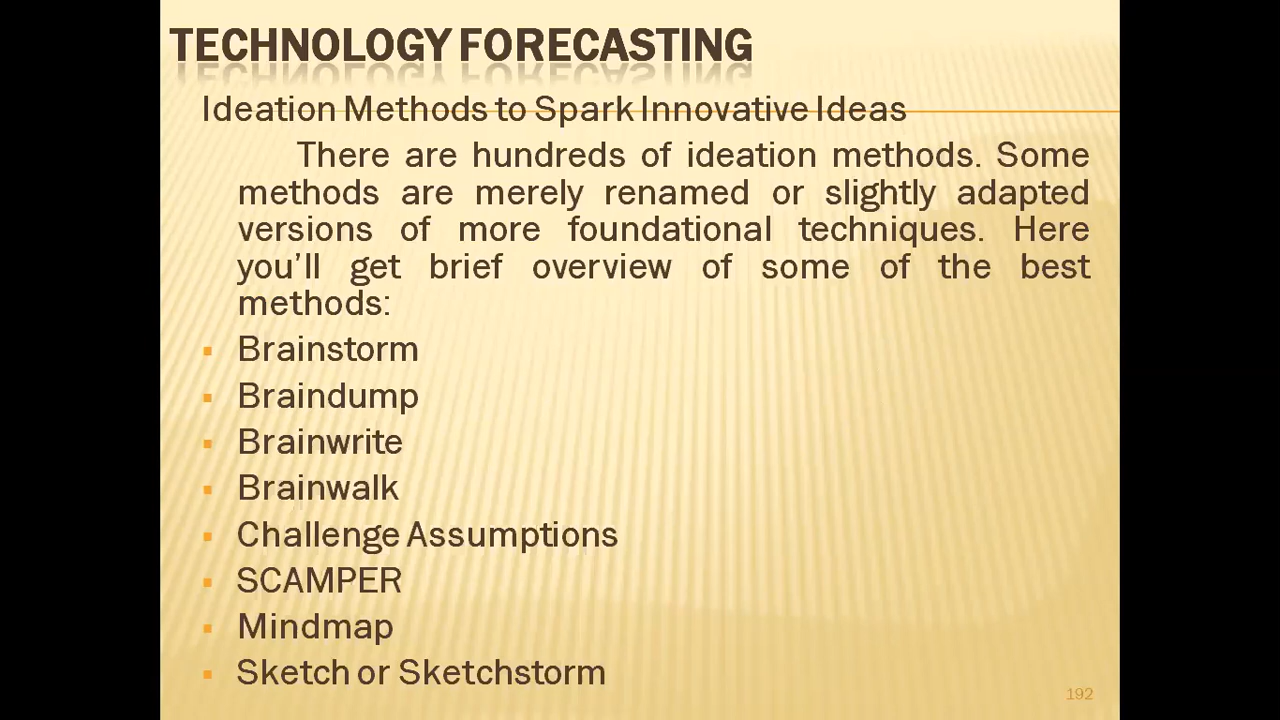 TECHNOLOGY FORECASTING
Ideation Methods to Spark Innovative Ideas
There are hundreds of ideation methods. Some
methods are merely renamed or slightly adapted
versions of more foundational techniques. Here
you'll get brief overview of some of the best
methods:
▪ Brainstorm
▪ Braindump
▪ Brainwrite
▪ Brainwalk
▪ Challenge Assumptions
▪ SCAMPER
▪ Mindmap
▪ Sketch or Sketchstorm
192